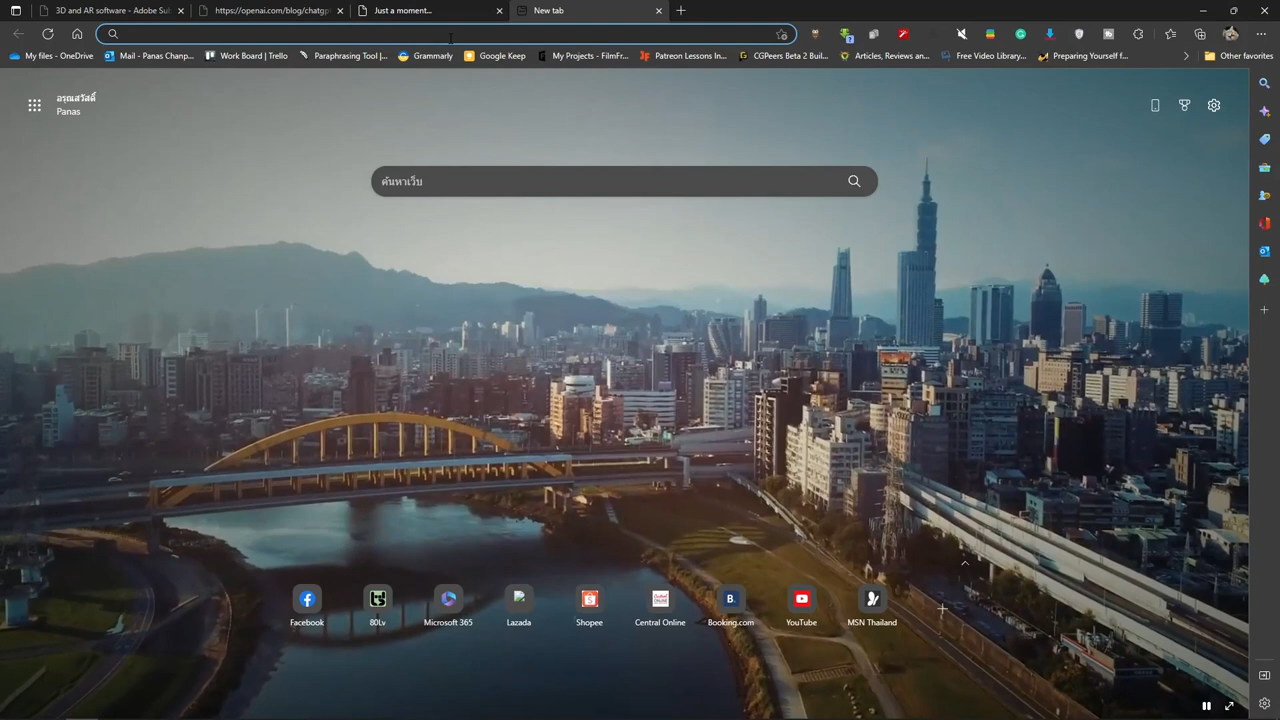 3D and AR software - Adobe Sub
https://openai.com/blog/chatgp
Just a moment...
New tab
My files - OneDrive
Mail - Panas Chanp...
Work Board | Trello
Paraphrasing Tool |...
Grammarly
Google Keep
My Projects - FilmFr...
Patreon Lessons In...
CGPeers Beta 2 Buil...
Articles, Reviews an...
Free Video Library...
Preparing Yourself f...
Other favorites
อรุณสวัสดิ์
Panas
ค้นหาเว็บ
Facebook
80Lv
Microsoft 365
Lazada
Shopee
Central Online
Booking.com
YouTube
MSN Thailand